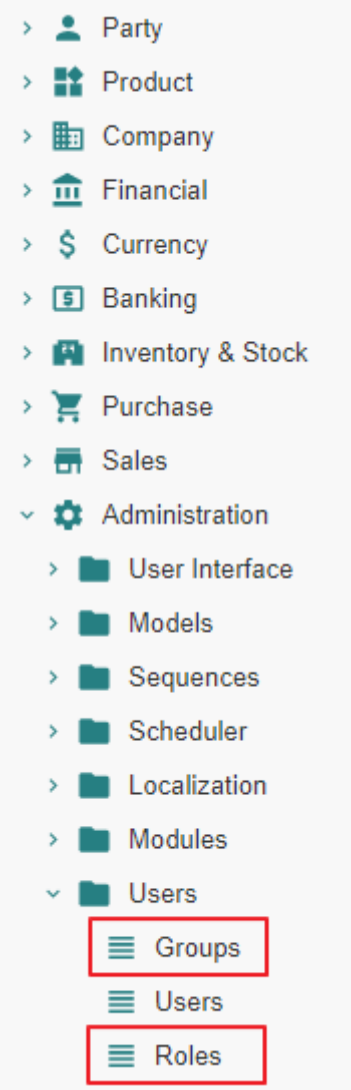 Party
Product
Company
Financial
Currency
Banking
Inventory & Stock
Purchase
Sales
Administration
User Interface
Models
Sequences
Scheduler
Localization
Modules
Users
Groups
Users
Roles